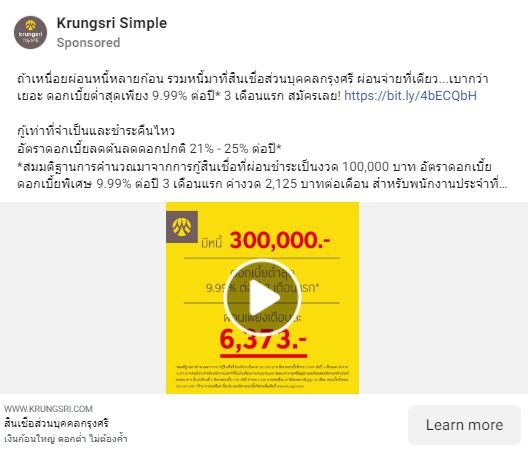 Krungsri Simple
Sponsored
krungsri
กรุงศรี
ถ้าเหนื่อยผ่อนหนี้หลายก้อน รวมหนี้มาที่สินเชื่อส่วนบุคคลกรุงศรี ผ่อนจ่ายที่เดียว...เบากว่า
เยอะ ดอกเบี้ยต่ำสุดเพียง 9.99% ต่อปี* 3 เดือนแรก สมัครเลย! https://bit.ly/4bECQbH
กู้เท่าที่จำเป็นและชำระคืนไหว
อัตราดอกเบี้ยลดต้นลดดอกปกติ 21% - 25% ต่อปี*
*สมมติฐานการคำนวณมาจากการกู้สินเชื่อที่ผ่อนชำระเป็นงวด 100,000 บาท อัตราดอกเบี้ย
ดอกเบี้ยพิเศษ 9.99% ต่อปี 3 เดือนแรก ค่างวด 2,125 บาทต่อเดือน สำหรับพนักงานประจำที่...
มีหนี้ 300,000.-
ดอกเบี้ยต่ำสุด
9.99% ต่อปี 3 เดือนแรก*
ผ่อนเพียงเดือนละ
6,373.-
WWW.KRUNGSRI.COM
สินเชื่อส่วนบุคคลกรุงศรี
เงินก้อนใหญ่ ดอกต่ำ ไม่ต้องค้ำ
Learn more